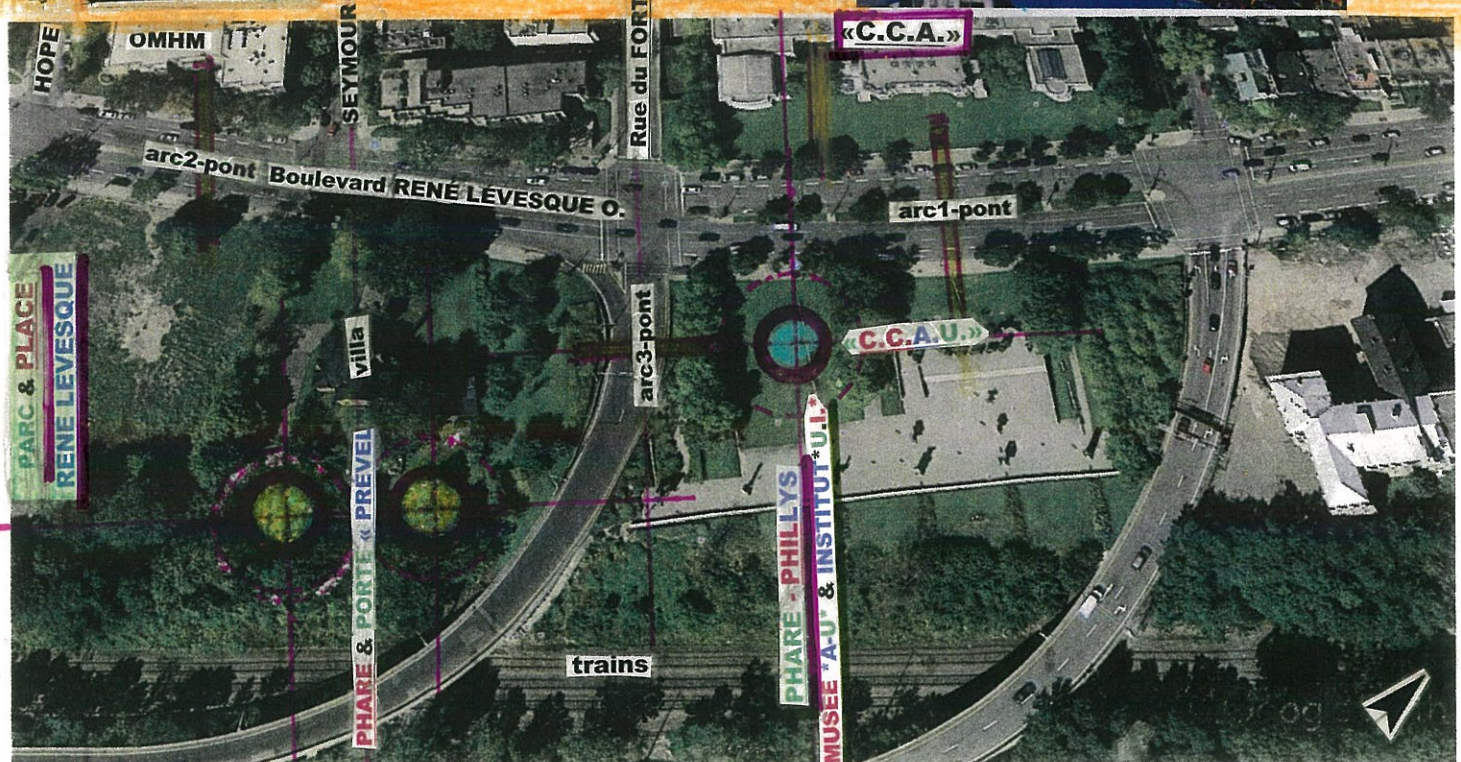 HOPE
OMHM
SEYMOUR
Rue du FORT
«C.C.A.»
arc2-pont Boulevard RENÉ LEVESQUE O.
arc1-pont
PARC & PLACE
RENE LEVESQUE
villa
arc3-pont
«C.C.A.U.»
PHARE & PORTE « PREVEL
PHARE - PHILLYS
MUSEE *A-U* & INSTITUT*U.I.*
trains